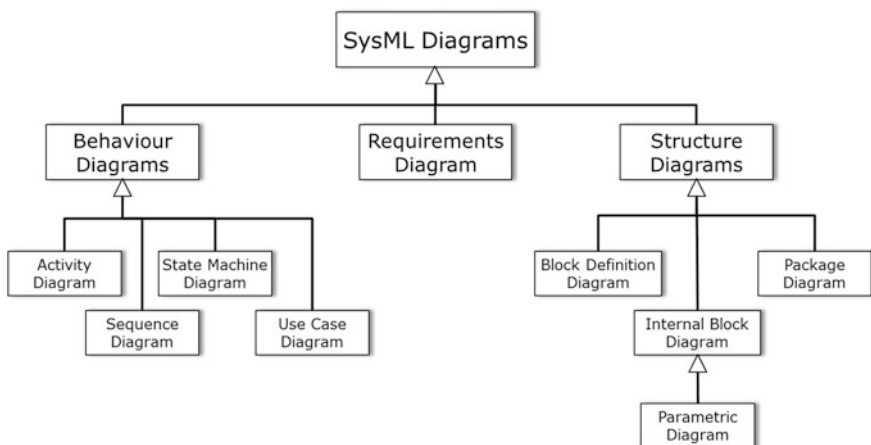 SysML Diagrams
Behaviour
Diagrams
Requirements
Diagram
Structure
Diagrams
Activity
Diagram
State Machine
Diagram
Block Definition
Diagram
Package
Diagram
Sequence
Diagram
Use Case
Diagram
Internal Block
Diagram
Parametric
Diagram